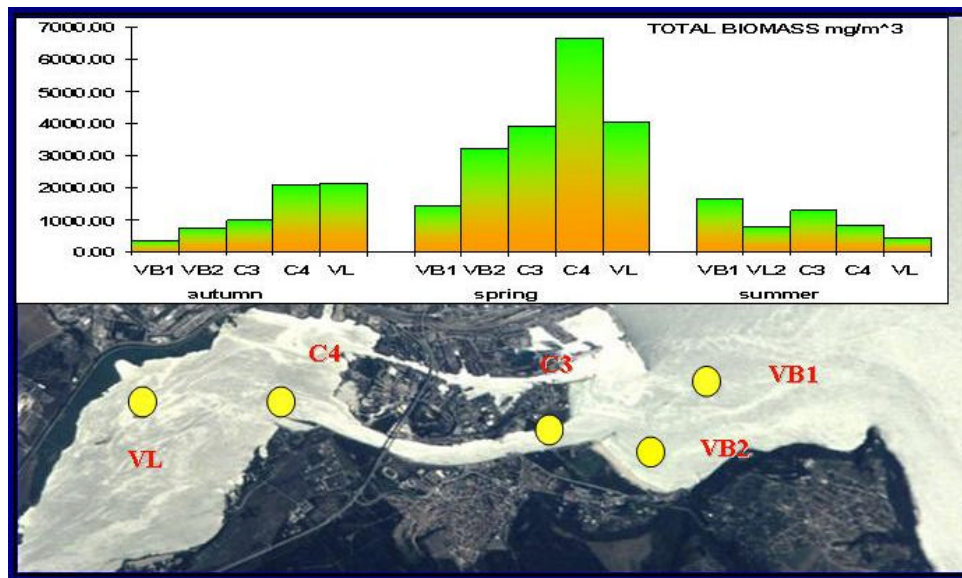 TOTAL BIOMASS mg/m^3
7000.00
6000.00
5000.00
4000.00
3000.00
2000.00
1000.00
0.00
VB1 VB2 C3 C4 VL VB1 VB2 C3 C4 VL VB1 VL2 C3 C4 VL
autumn spring summer
C4
C3
VB1
VL
VB2